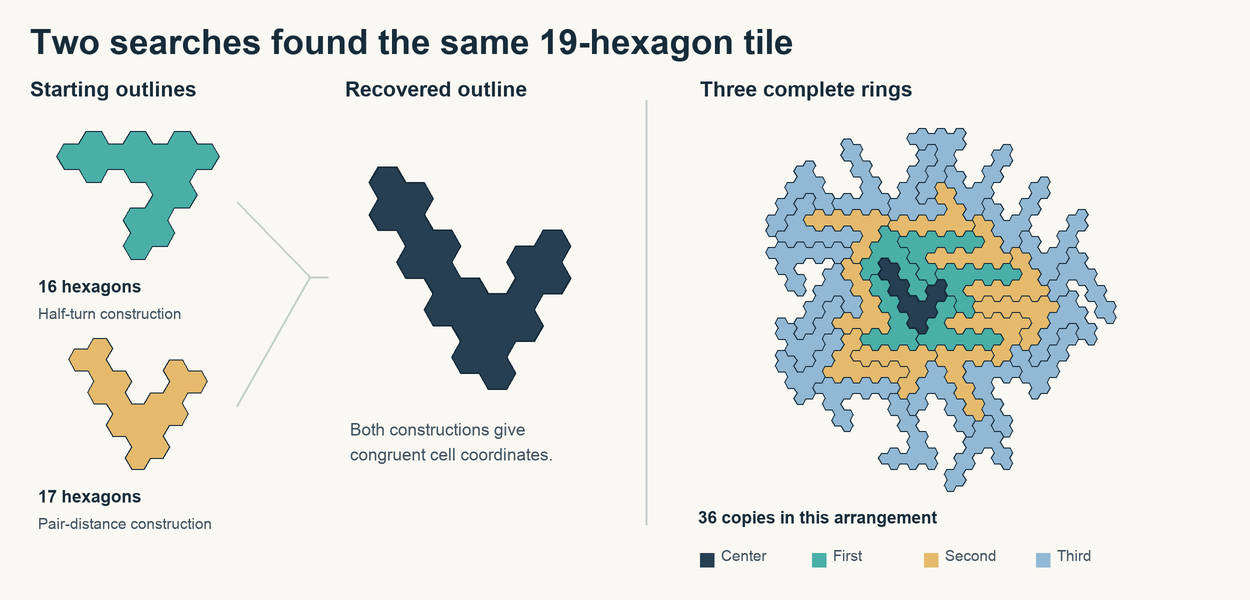 Two searches found the same 19-hexagon tile
Starting outlines
16 hexagons
Half-turn construction
17 hexagons
Pair-distance construction
Recovered outline
Both constructions give
congruent cell coordinates.
Three complete rings
36 copies in this arrangement
Center
First
Second
Third